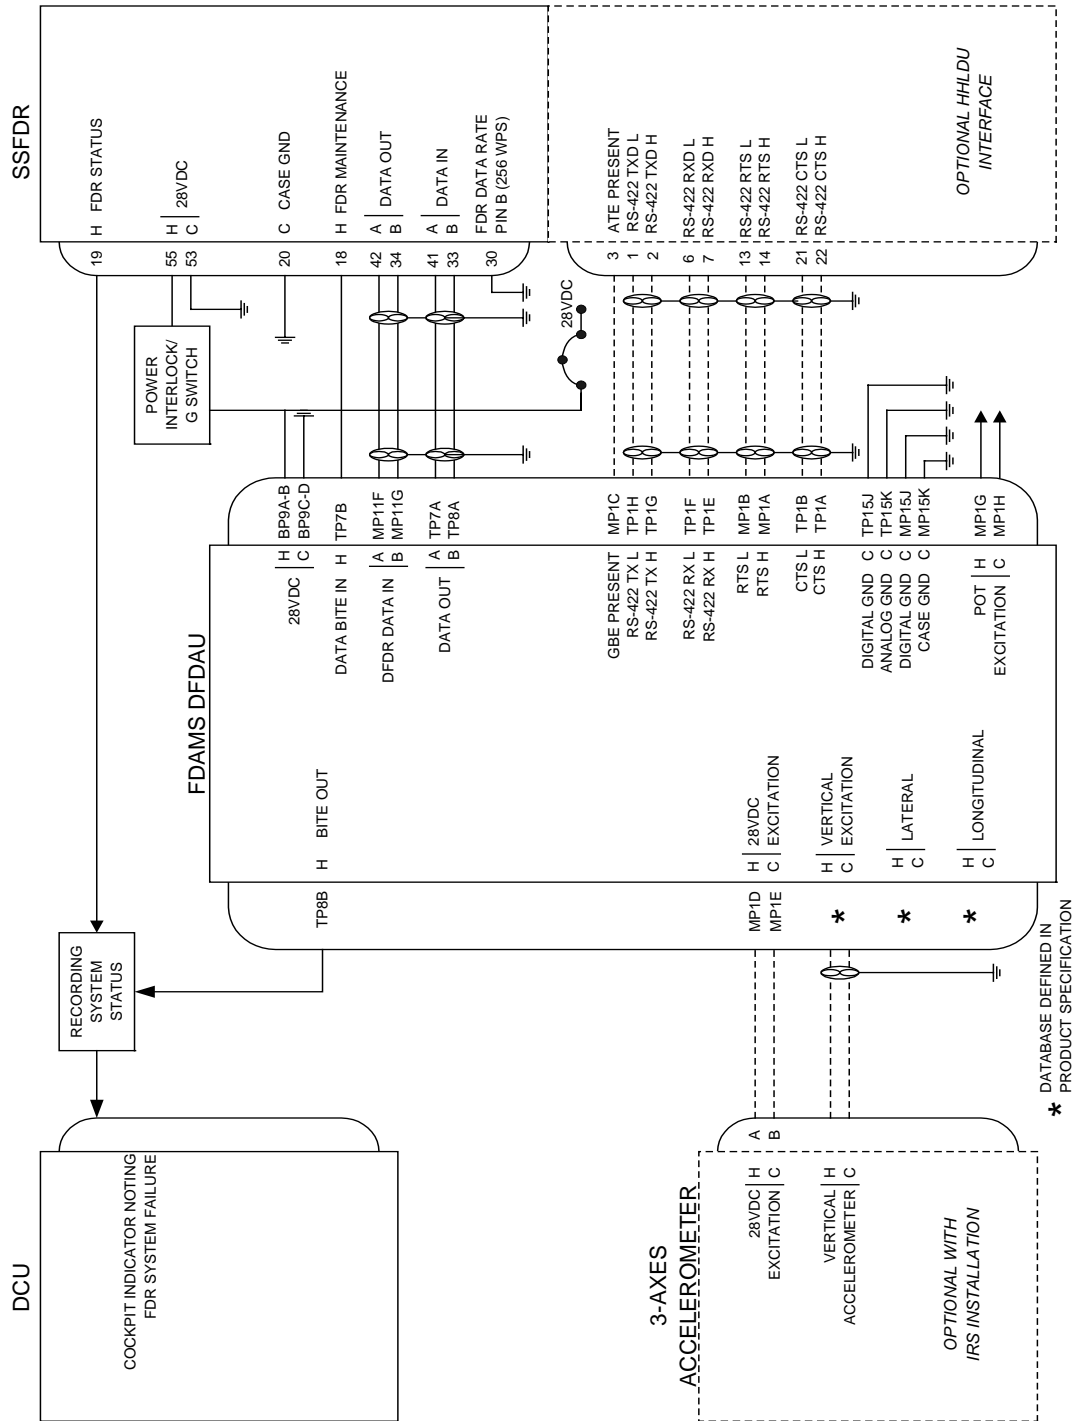 DCU
COCKPIT INDICATOR NOTING
FDR SYSTEM FAILURE
RECORDING
SYSTEM
STATUS
3-AXES
ACCELEROMETER
28VDC H A
EXCITATION C B
VERTICAL H
ACCELEROMETER C
OPTIONAL WITH
IRS INSTALLATION
* DATABASE DEFINED IN
PRODUCT SPECIFICATION
FDAMS DFDAU
TP8B H BITE OUT
MP1D H 28VDC
MP1E C EXCITATION
* H VERTICAL
C EXCITATION
* H LATERAL
C
* H LONGITUDINAL
C
28VDC H BP9A-B
C BP9C-D
DATA BITE IN H TP7B
DFDR DATA IN A MP11F
B MP11G
DATA OUT A TP7A
B TP8A
GBE PRESENT MP1C
RS-422 TX L TP1H
RS-422 TX H TP1G
RS-422 RX L TP1F
RS-422 RX H TP1E
RTS L MP1B
RTS H MP1A
CTS L TP1B
CTS H TP1A
DIGITAL GND C TP15J
ANALOG GND C TP15K
DIGITAL GND C MP15J
CASE GND C MP15K
POT H MP1G
EXCITATION C MP1H
POWER
INTERLOCK/
G SWITCH
28VDC
SSFDR
19 H FDR STATUS
55 H 28VDC
53 C
20 C CASE GND
18 H FDR MAINTENANCE
42 A DATA OUT
34 B
41 A DATA IN
33 B
30 FDR DATA RATE
PIN B (256 WPS)
3 ATE PRESENT
1 RS-422 TXD L
2 RS-422 TXD H
6 RS-422 RXD L
7 RS-422 RXD H
13 RS-422 RTS L
14 RS-422 RTS H
21 RS-422 CTS L
22 RS-422 CTS H
OPTIONAL HHLDU
INTERFACE